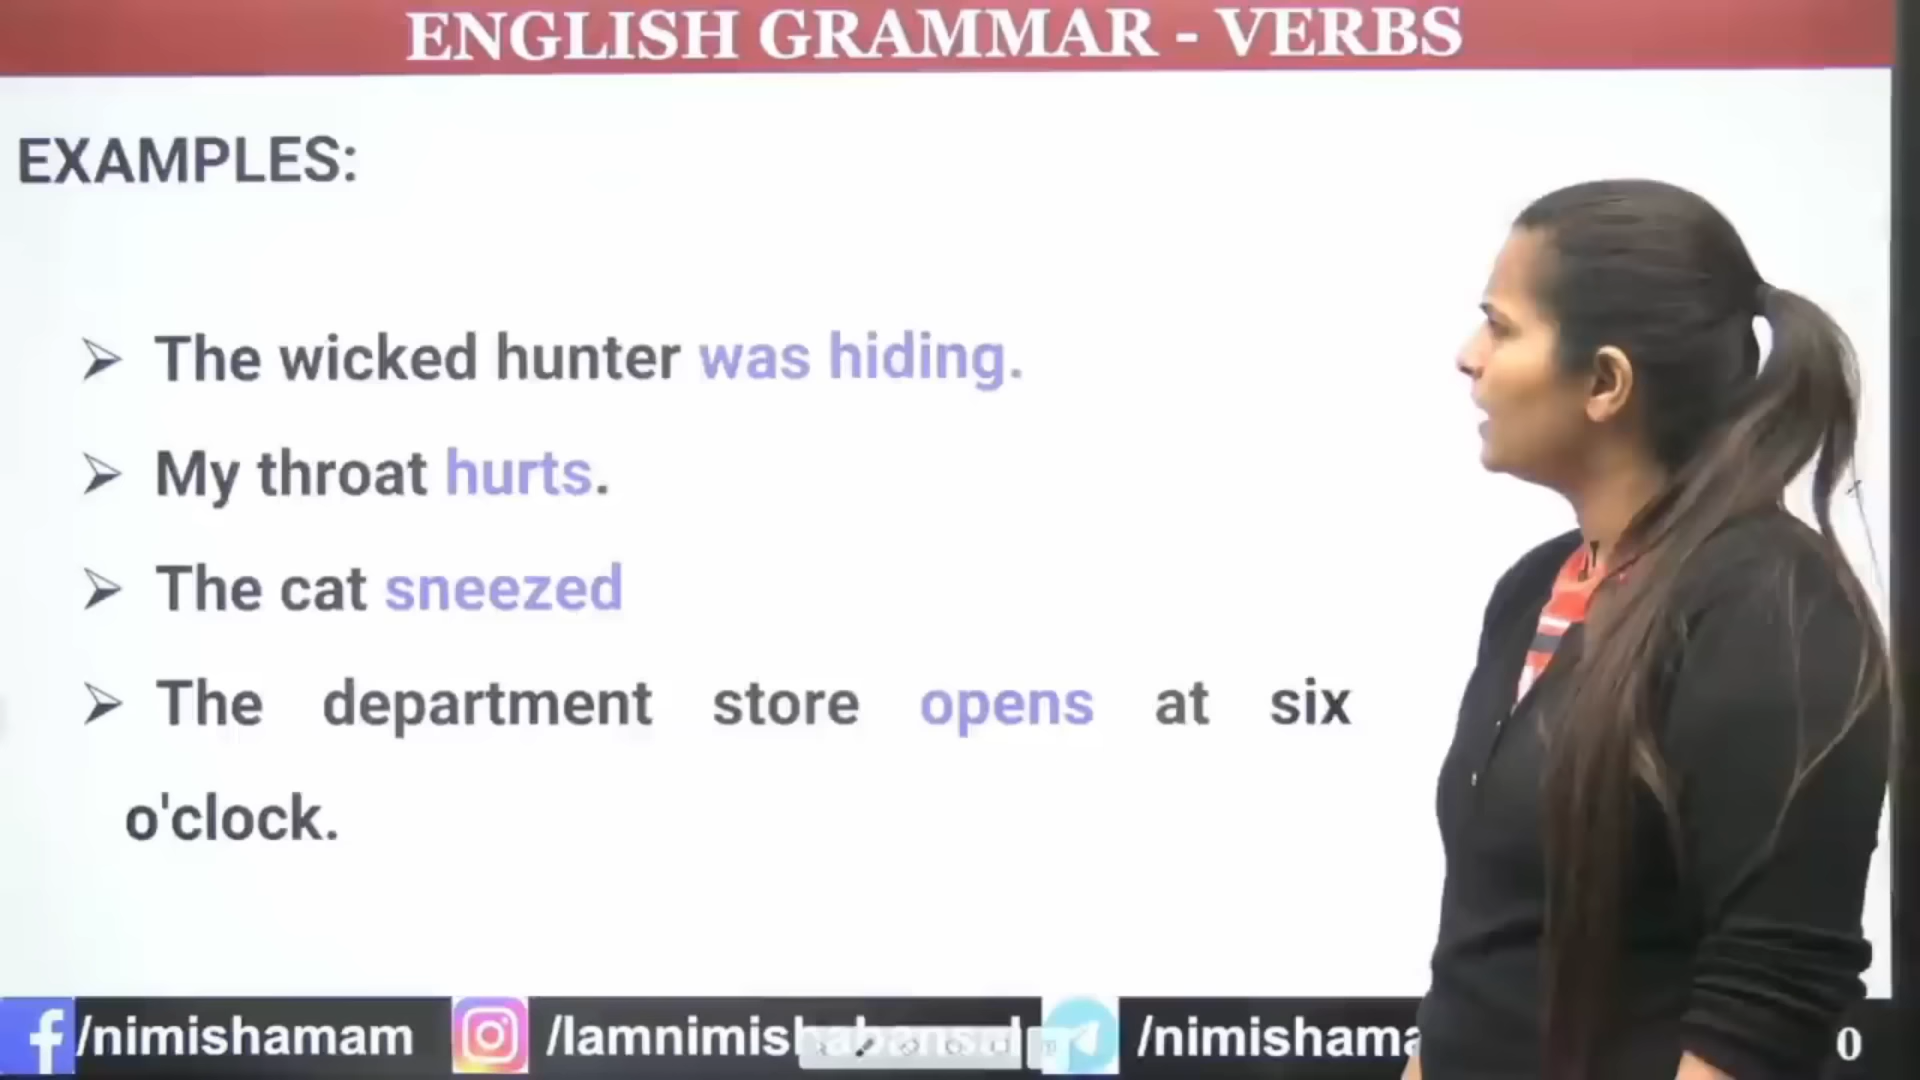 ENGLISH GRAMMAR - VERBS
EXAMPLES:
➢ The wicked hunter was hiding.
➢ My throat hurts.
➢ The cat sneezed
➢ The department store opens at six
o'clock.
/nimishamam /Iamnimishabansal /nimishama 0